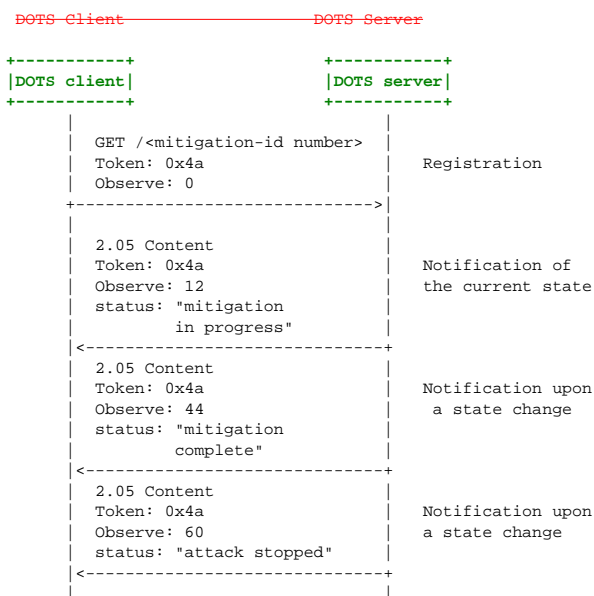 DOTS Client                     DOTS Server
+-----------+                        +-----------+
|DOTS client|                        |DOTS server|
+-----------+                        +-----------+
|                                  |
|  GET /<mitigation-id number>  |
|  Token: 0x4a                     |   Registration
|  Observe: 0                      |
+------------------------------>|
|                                  |
|  2.05 Content                    |
|  Token: 0x4a                     |   Notification of
|  Observe: 12                     |   the current state
|  status: "mitigation             |
|          in progress"            |
|<------------------------------+
|  2.05 Content                    |
|  Token: 0x4a                     |   Notification upon
|  Observe: 44                     |    a state change
|  status: "mitigation             |
|          complete"               |
|<------------------------------+
|  2.05 Content                    |
|  Token: 0x4a                     |   Notification upon
|  Observe: 60                     |   a state change
|  status: "attack stopped"        |
|<------------------------------+
|                                  |